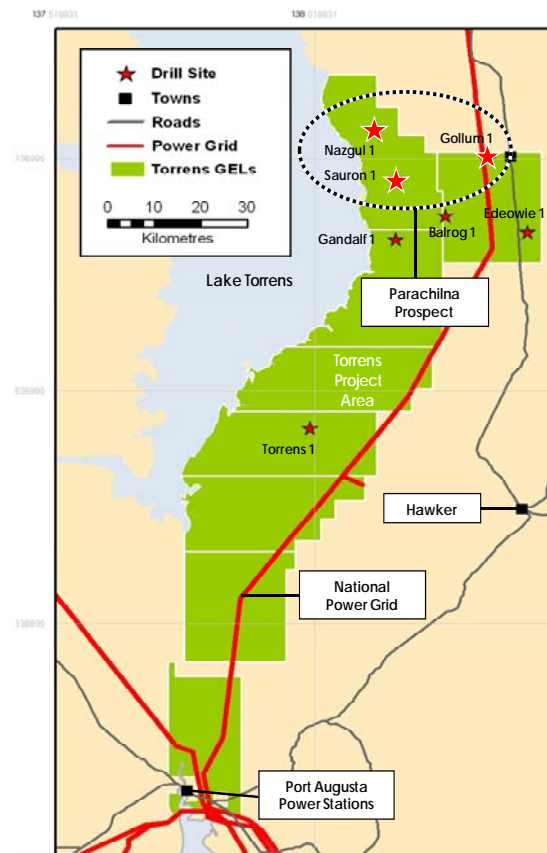 137.518831
138.018831
Drill Site
Towns
Roads
Power Grid
Torrens GELs
0 10 20 30
Kilometres
Nazgul 1
Gollum 1
Sauron 1
Gandalf 1
Balrog 1
Edeowie 1
Lake Torrens
Parachilna
Prospect
Torrens
Project
Area
Torrens 1
Hawker
National
Power Grid
Port Augusta
Power Stations